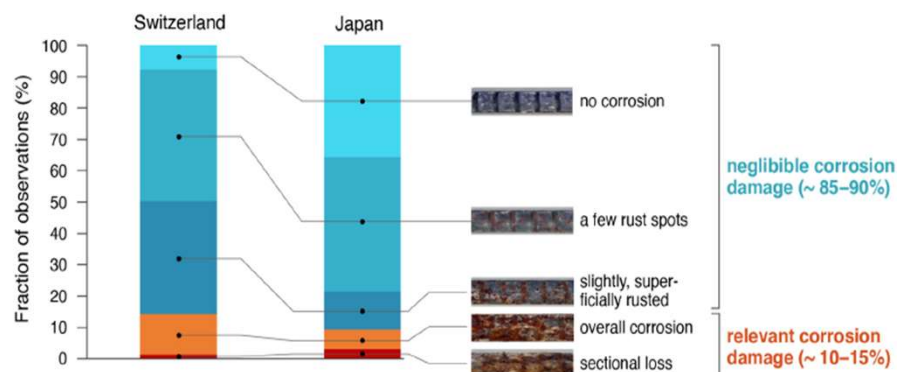 Switzerland
Japan
Fraction of observations (%)
100
90
80
70
60
50
40
30
20
10
0
no corrosion
a few rust spots
slightly, super-
ficially rusted
overall corrosion
sectional loss
neglibible corrosion
damage (~ 85–90%)
relevant corrosion
damage (~ 10–15%)